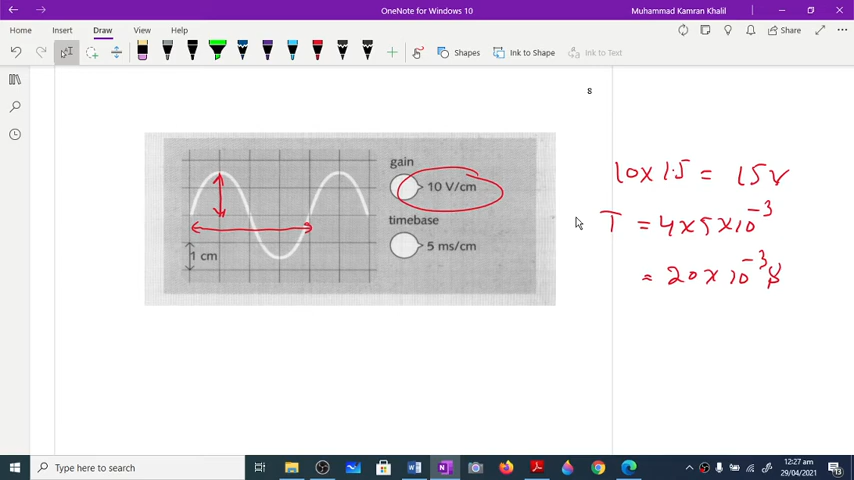 OneNote for Windows 10
Muhammad Kamran Khalil
Home Insert Draw View Help
Share
Shapes Ink to Shape Ink to Text
8
gain
10 V/cm
timebase
5 ms/cm
1 cm
10 x 1.5 = 15 V
T = 4 x 5 x 10^-3
= 20 x 10^-3 s
Type here to search
12:27 am
29/04/2021
13